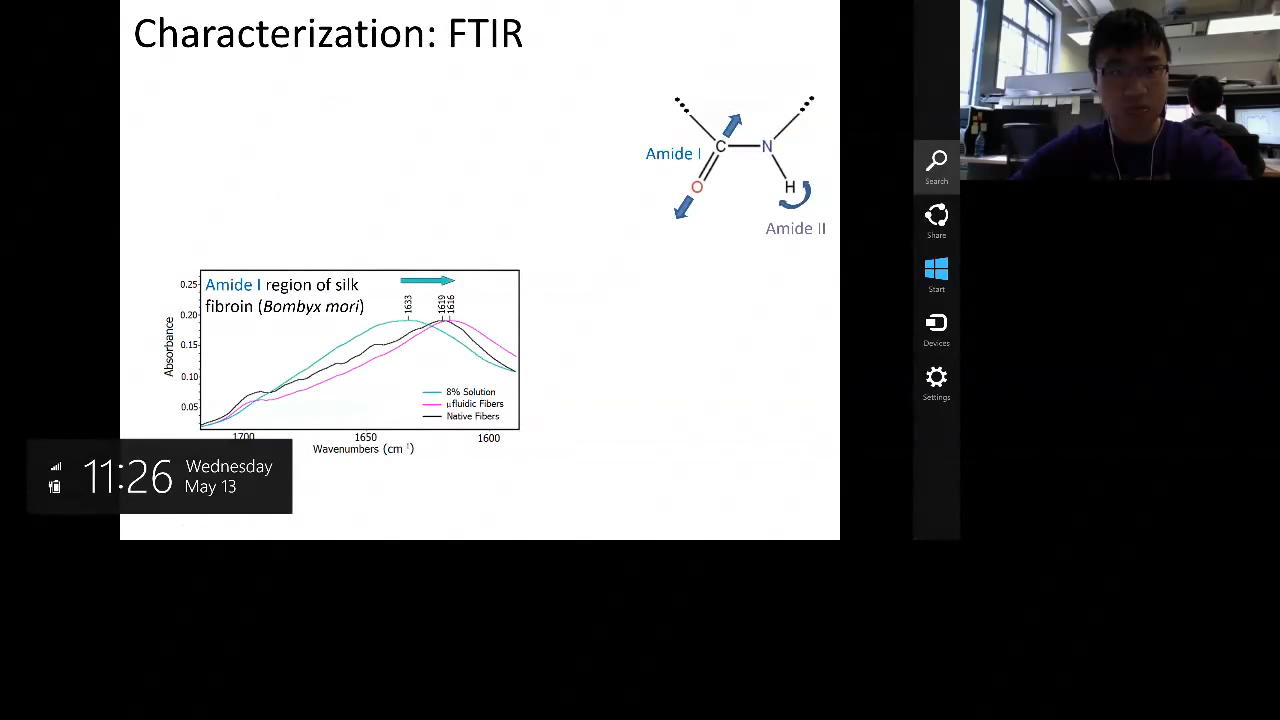 Characterization: FTIR
Amide I
C
N
O
H
Amide II
Amide I region of silk
fibroin (Bombyx mori)
1633
1619
1616
0.25
0.20
0.15
0.10
0.05
Absorbance
8% Solution
µfluidic Fibers
Native Fibers
1700
1650
1600
Wavenumbers (cm⁻¹)
11:26
Wednesday
May 13
Search
Share
Start
Devices
Settings